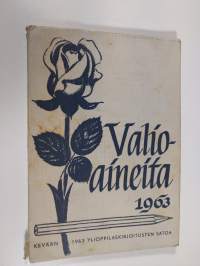 Valio-
aineita
1963
KEVÄÄN 1963 YLIOPPILASKIRJOITUSTEN SATOA